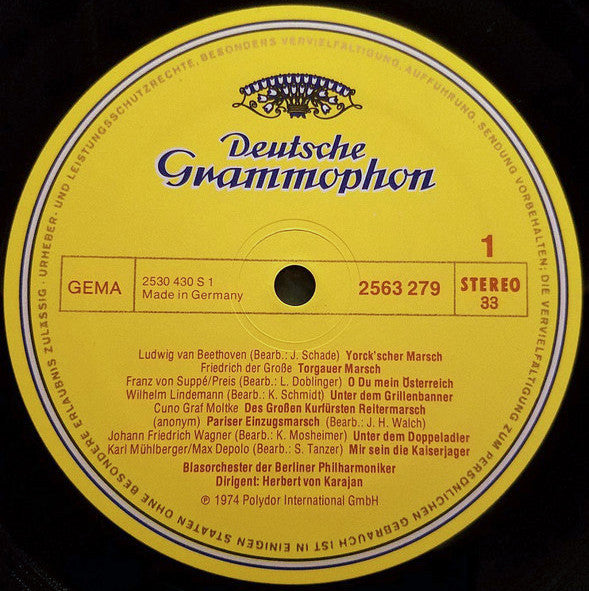 URHEBER- UND LEISTUNGSSCHUTZRECHTE, BESONDERS VERVIELFÄLTIGUNG, AUFFÜHRUNG, SENDUNG VORBEHALTEN; DIE VERVIELFÄLTIGUNG ZUM PERSÖNLICHEN GEBRAUCH IST IN EINIGEN STAATEN OHNE BESONDERE ERLAUBNIS ZULÄSSIG.
Deutsche
Grammophon
1
GEMA
2530 430 S 1
Made in Germany
2563 279
STEREO
33
Ludwig van Beethoven (Bearb.: J. Schade) Yorck'scher Marsch
Friedrich der Große Torgauer Marsch
Franz von Suppé/Preis (Bearb.: L. Doblinger) O Du mein Österreich
Wilhelm Lindemann (Bearb.: K. Schmidt) Unter dem Grillenbanner
Cuno Graf Moltke Des Großen Kurfürsten Reitermarsch
(anonym) Pariser Einzugsmarsch (Bearb.: J. H. Walch)
Johann Friedrich Wagner (Bearb.: K. Mosheimer) Unter dem Doppeladler
Karl Mühlberger/Max Depolo (Bearb.: S. Tanzer) Mir sein die Kaiserjager
Blasorchester der Berliner Philharmoniker
Dirigent: Herbert von Karajan
℗ 1974 Polydor International GmbH